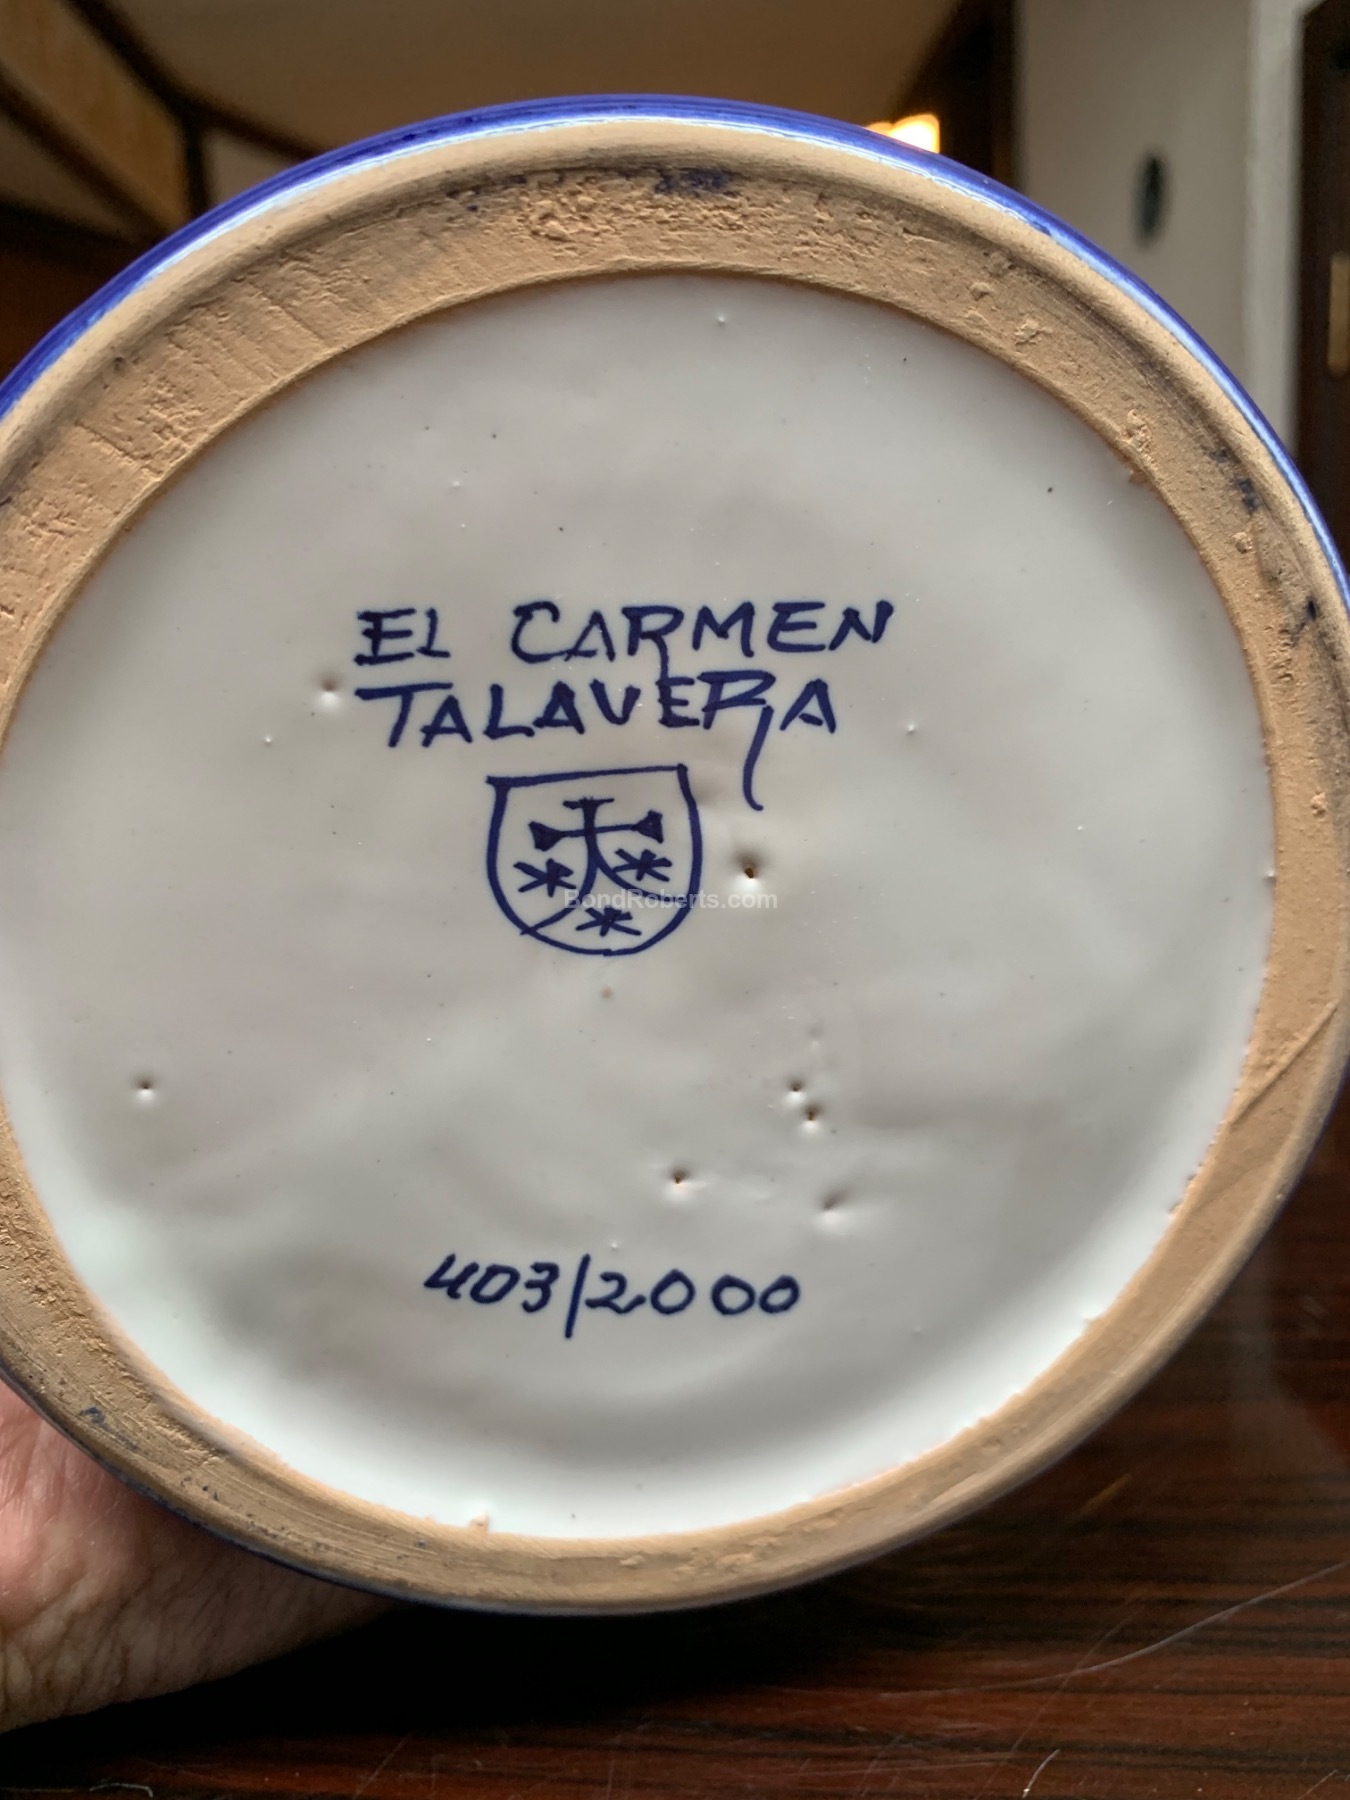 EL CARMEN
TALAVERA
BondRoberts.com
403/2000